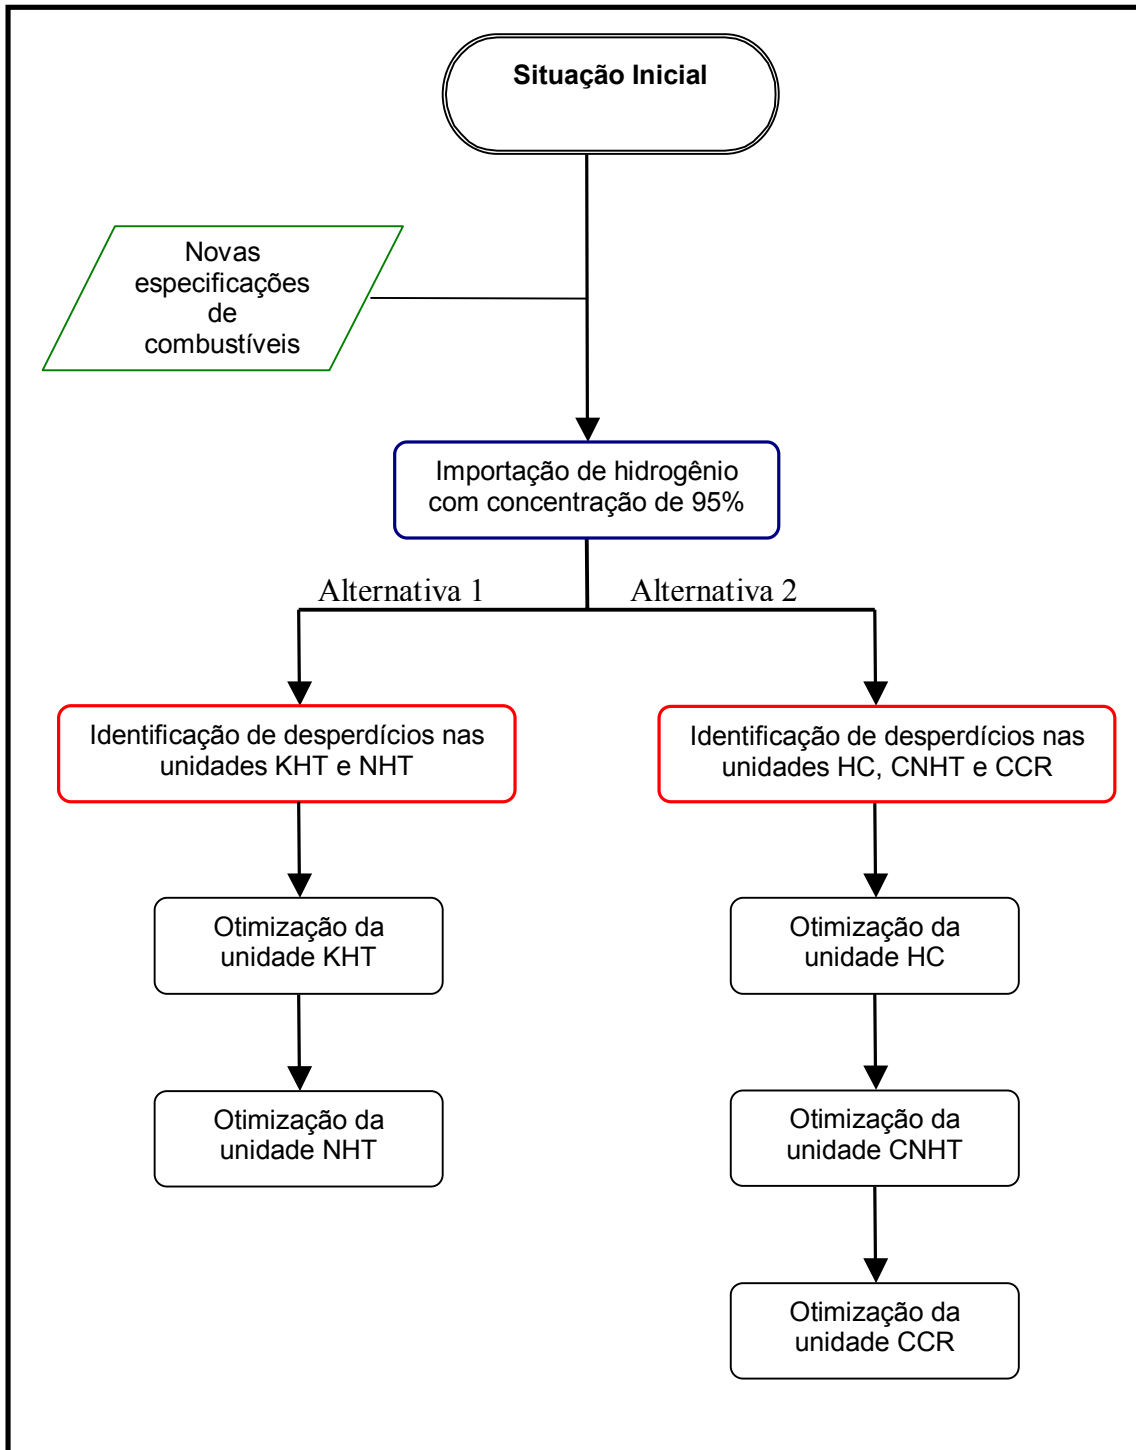 Situação Inicial
Novas
especificações
de
combustíveis
Importação de hidrogênio
com concentração de 95%
Alternativa 1
Alternativa 2
Identificação de desperdícios nas
unidades KHT e NHT
Identificação de desperdícios nas
unidades HC, CNHT e CCR
Otimização da
unidade KHT
Otimização da
unidade HC
Otimização da
unidade NHT
Otimização da
unidade CNHT
Otimização da
unidade CCR